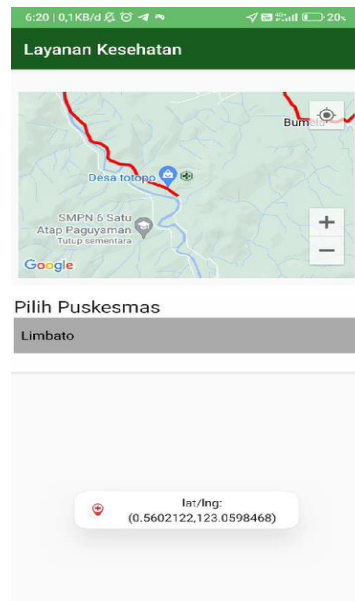 6:20 | 0,1KB/d
20%
Layanan Kesehatan
Desa totopo
SMPN 6 Satu
Atap Paguyaman
Tutup sementara
Google
+
−
Pilih Puskesmas
Limbato
lat/lng:
(0.5602122,123.0598468)